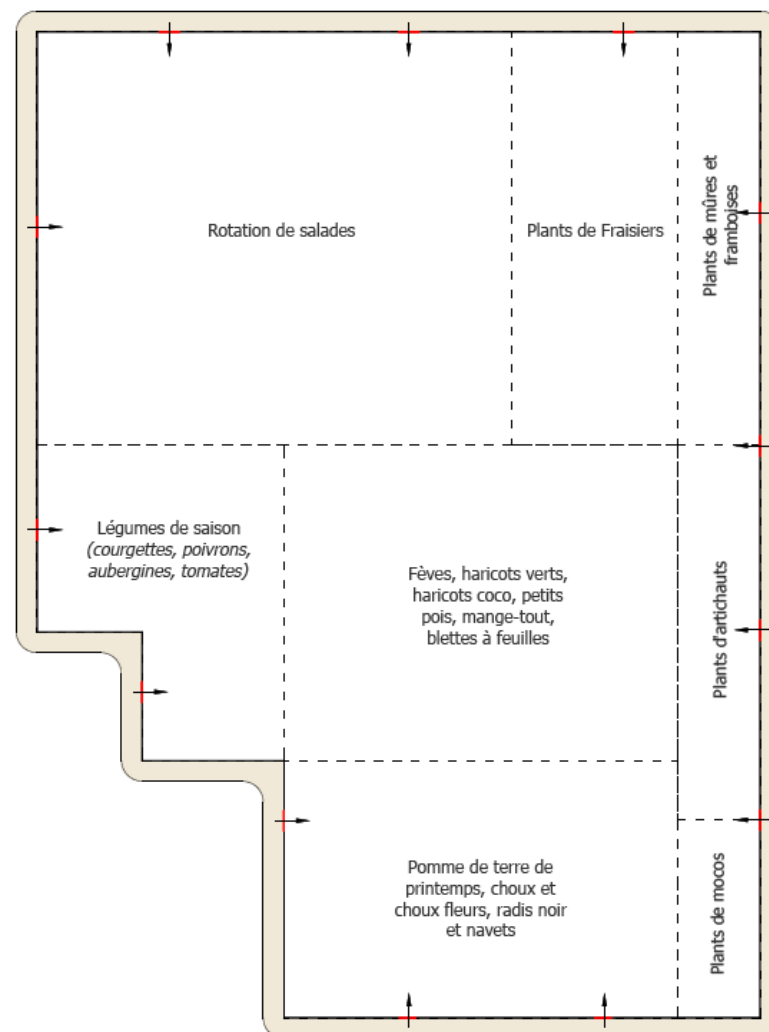 Rotation de salades
Plants de Fraisiers
Plants de mûres et
framboises
Légumes de saison
(courgettes, poivrons,
aubergines, tomates)
Fèves, haricots verts,
haricots coco, petits
pois, mange-tout,
blettes à feuilles
Plants d'artichauts
Pomme de terre de
printemps, choux et
choux fleurs, radis noir
et navets
Plants de mocos